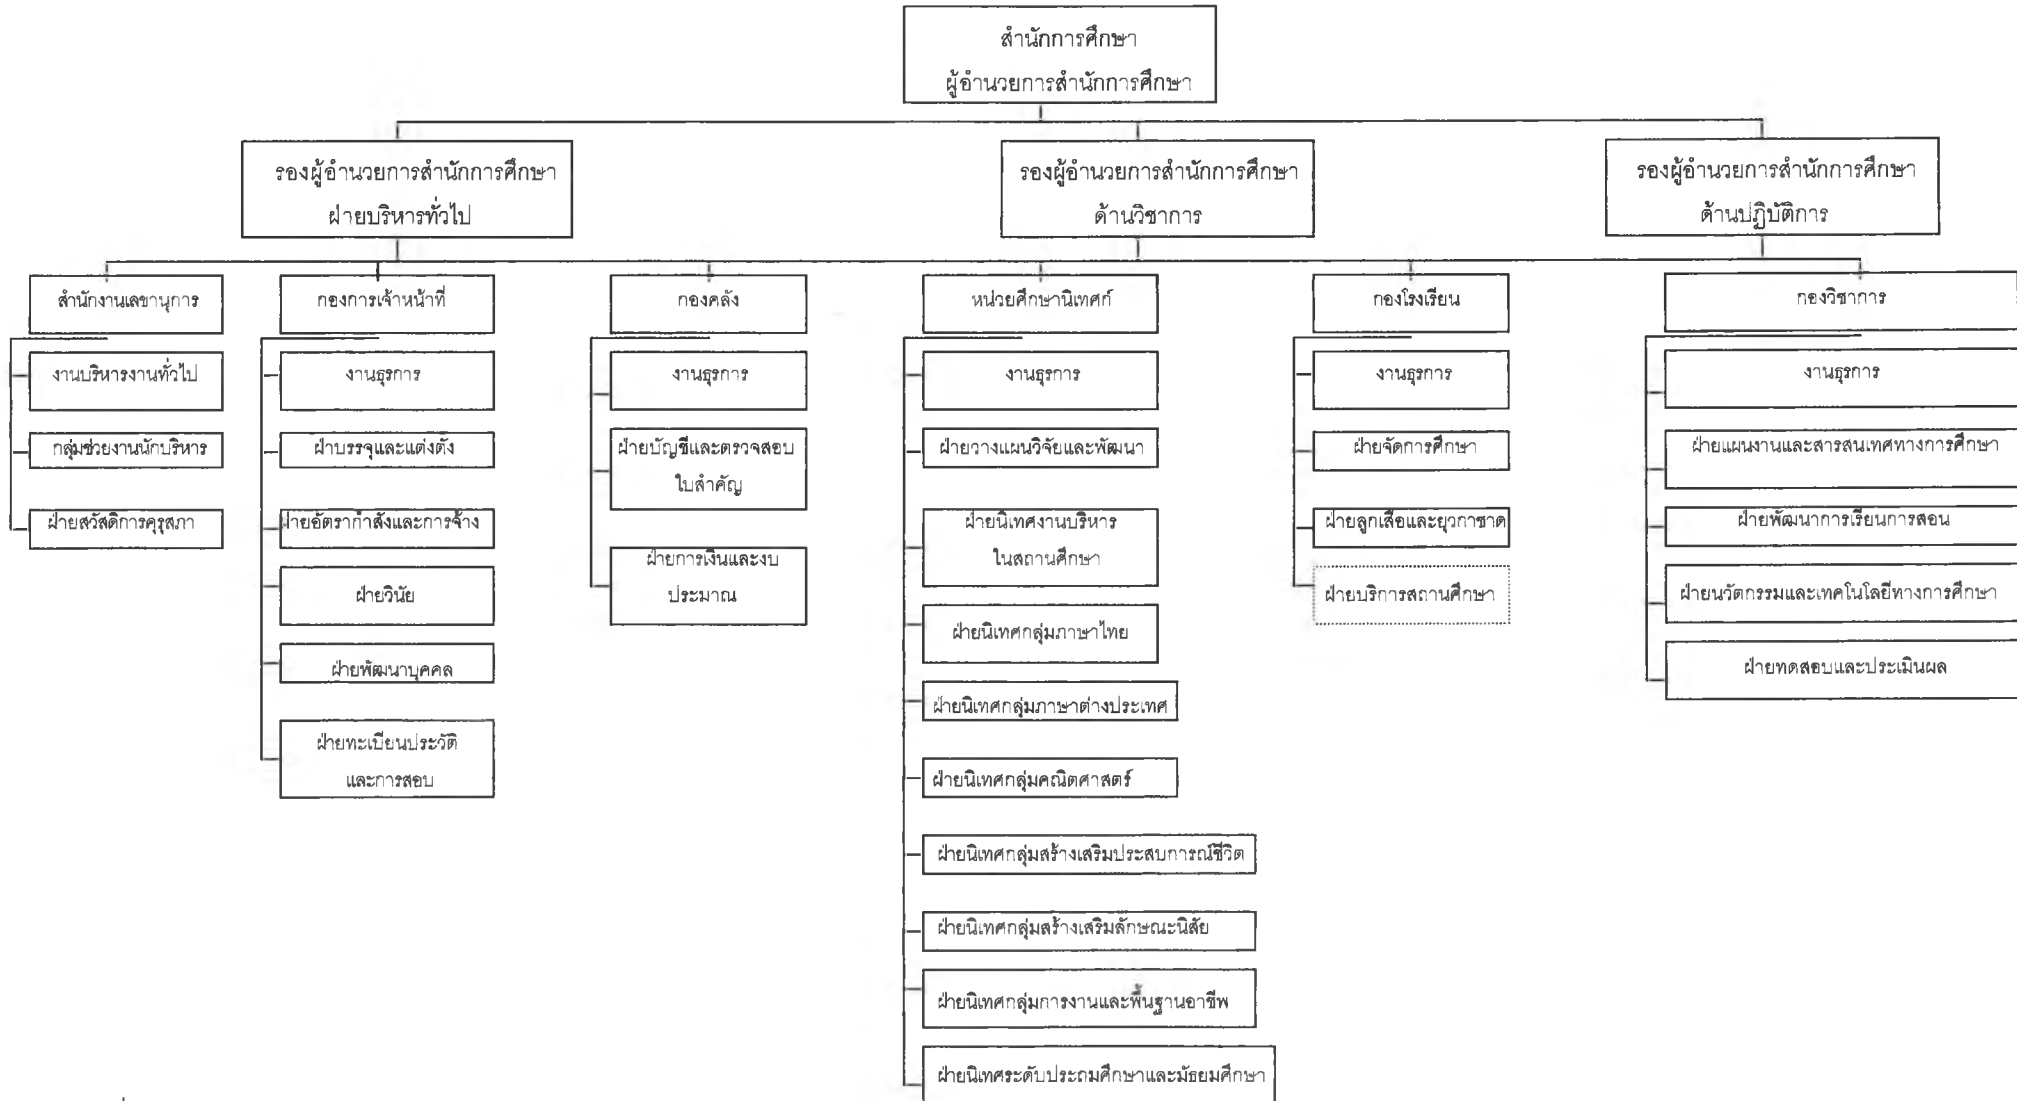 สำนักการศึกษา
ผู้อำนวยการสำนักการศึกษา
รองผู้อำนวยการสำนักการศึกษา
ฝ่ายบริหารทั่วไป
รองผู้อำนวยการสำนักการศึกษา
ด้านวิชาการ
รองผู้อำนวยการสำนักการศึกษา
ด้านปฏิบัติการ
สำนักงานเลขานุการ
งานบริหารงานทั่วไป
กลุ่มช่วยงานนักบริหาร
ฝ่ายสวัสดิการคุรุสภา
กองการเจ้าหน้าที่
งานธุรการ
ฝ่าบรรจุและแต่งตั้ง
ฝ่ายอัตรากำลังและการจ้าง
ฝ่ายวินัย
ฝ่ายพัฒนาบุคคล
ฝ่ายทะเบียนประวัติ
และการสอบ
กองคลัง
งานธุรการ
ฝ่ายบัญชีและตรวจสอบ
ใบสำคัญ
ฝ่ายการเงินและงบ
ประมาณ
หน่วยศึกษานิเทศก์
งานธุรการ
ฝ่ายวางแผนวิจัยและพัฒนา
ฝ่ายนิเทศงานบริหาร
ในสถานศึกษา
ฝ่ายนิเทศกลุ่มภาษาไทย
ฝ่ายนิเทศกลุ่มภาษาต่างประเทศ
ฝ่ายนิเทศกลุ่มคณิตศาสตร์
ฝ่ายนิเทศกลุ่มสร้างเสริมประสบการณ์ชีวิต
ฝ่ายนิเทศกลุ่มสร้างเสริมลักษณะนิสัย
ฝ่ายนิเทศกลุ่มการงานและพื้นฐานอาชีพ
ฝ่ายนิเทศระดับประถมศึกษาและมัธยมศึกษา
กองโรงเรียน
งานธุรการ
ฝ่ายจัดการศึกษา
ฝ่ายลูกเสือและยุวกาชาด
ฝ่ายบริการสถานศึกษา
กองวิชาการ
งานธุรการ
ฝ่ายแผนงานและสารสนเทศทางการศึกษา
ฝ่ายพัฒนาการเรียนการสอน
ฝ่ายนวัตกรรมและเทคโนโลยีทางการศึกษา
ฝ่ายทดสอบและประเมินผล